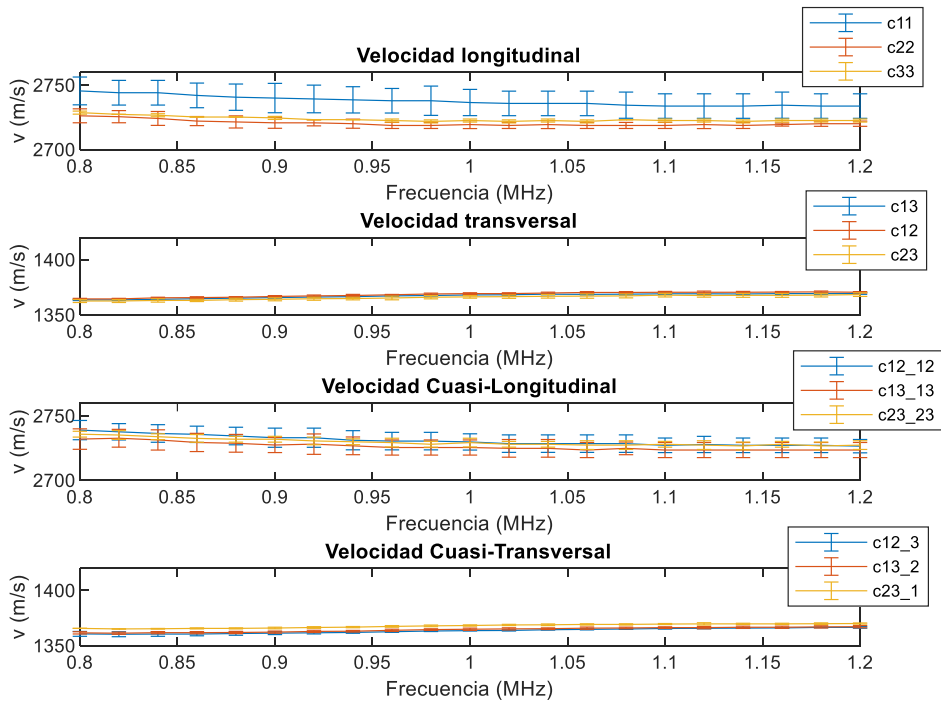 Velocidad longitudinal
c11
c22
c33
v (m/s)
2750
2700
0.8 0.85 0.9 0.95 1 1.05 1.1 1.15 1.2
Frecuencia (MHz)
Velocidad transversal
c13
c12
c23
v (m/s)
1400
1350
0.8 0.85 0.9 0.95 1 1.05 1.1 1.15 1.2
Frecuencia (MHz)
Velocidad Cuasi-Longitudinal
c12_12
c13_13
c23_23
v (m/s)
2750
2700
0.8 0.85 0.9 0.95 1 1.05 1.1 1.15 1.2
Frecuencia (MHz)
Velocidad Cuasi-Transversal
c12_3
c13_2
c23_1
v (m/s)
1400
1350
0.8 0.85 0.9 0.95 1 1.05 1.1 1.15 1.2
Frecuencia (MHz)